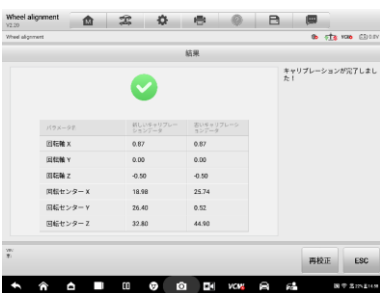 Wheel alignment
V2.20
Wheel alignment
VCMI
結果
キャリブレーションが完了しまし
た！
パラメータ名 新しいキャリブレー 古いキャリブレーシ
ションデータ ョンデータ
回転軸 X 0.87 0.87
回転軸 Y 0.00 0.00
回転軸 Z -0.50 -0.50
回転センター X 18.98 25.74
回転センター Y 26.40 0.52
回転センター Z 32.80 44.90
再校正 ESC
VCMI